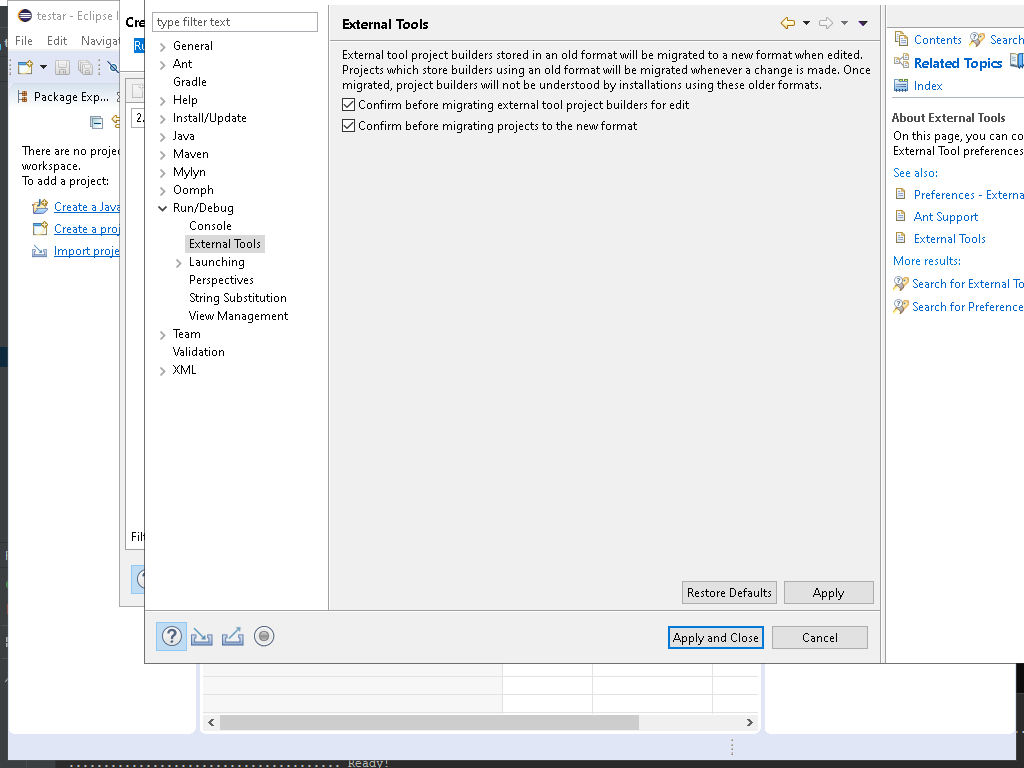 testar - Eclipse I
File Edit Navigat
Package Exp...
There are no proje
workspace.
To add a project:
Create a Java
Create a proj
Import proje
Cre
Ru
2.
Filt
type filter text
General
Ant
Gradle
Help
Install/Update
Java
Maven
Mylyn
Oomph
Run/Debug
Console
External Tools
Launching
Perspectives
String Substitution
View Management
Team
Validation
XML
External Tools
External tool project builders stored in an old format will be migrated to a new format when edited.
Projects which store builders using an old format will be migrated whenever a change is made. Once
migrated, project builders will not be understood by installations using these older formats.
Confirm before migrating external tool project builders for edit
Confirm before migrating projects to the new format
Restore Defaults Apply
Apply and Close Cancel
Contents Search
Related Topics
Index
About External Tools
On this page, you can co
External Tool preferences
See also:
Preferences - Externa
Ant Support
External Tools
More results:
Search for External To
Search for Preference
Ready!